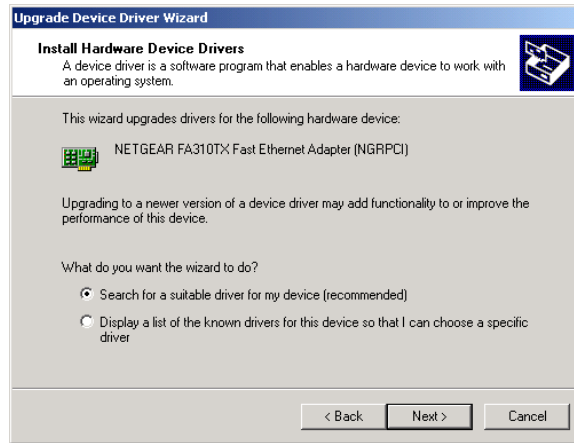 Upgrade Device Driver Wizard
Install Hardware Device Drivers
A device driver is a software program that enables a hardware device to work with
an operating system.
This wizard upgrades drivers for the following hardware device:
NETGEAR FA310TX Fast Ethernet Adapter (NGRPCI)
Upgrading to a newer version of a device driver may add functionality to or improve the
performance of this device.
What do you want the wizard to do?
Search for a suitable driver for my device (recommended)
Display a list of the known drivers for this device so that I can choose a specific
driver
< Back Next > Cancel